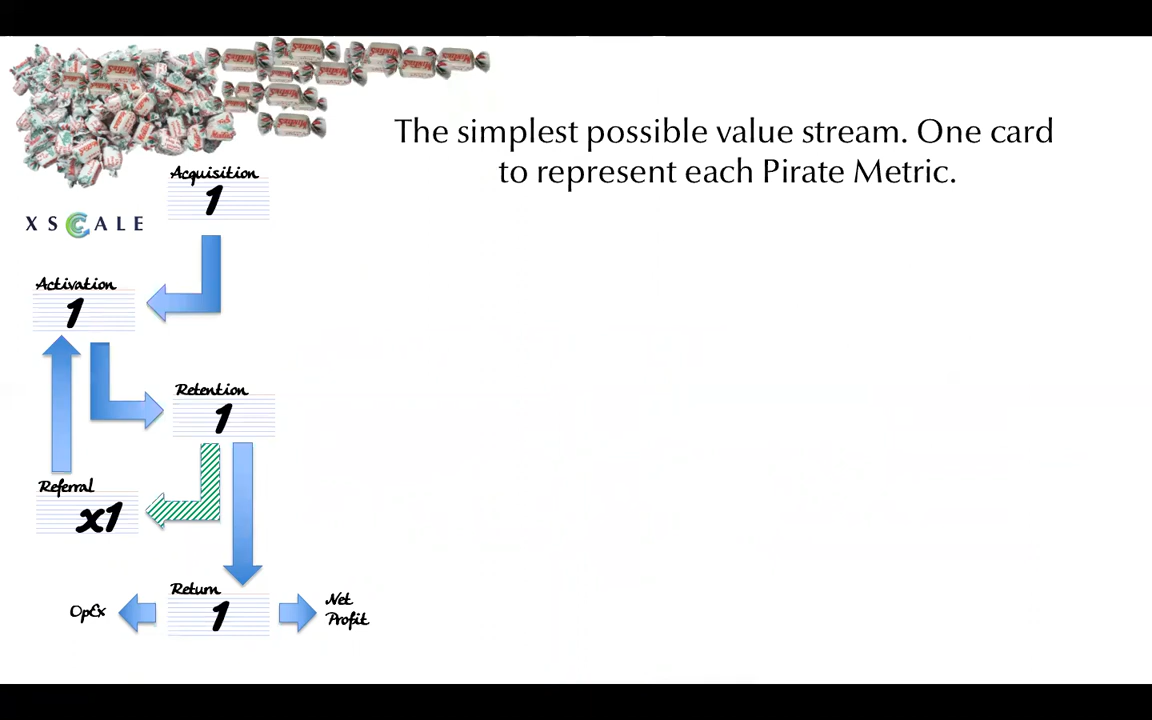 The simplest possible value stream. One card
to represent each Pirate Metric.
Acquisition
1
XSCALE
Activation
1
Retention
1
Referral
x1
Return
1
OpEx
Net
Profit